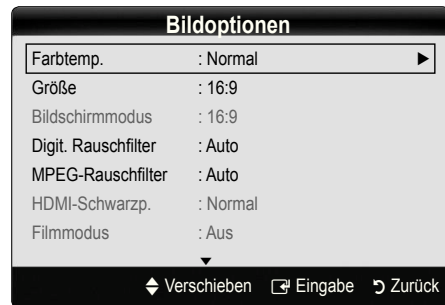 Bildoptionen
Farbtemp. : Normal
Größe : 16:9
Bildschirmmodus : 16:9
Digit. Rauschfilter : Auto
MPEG-Rauschfilter : Auto
HDMI-Schwarzp. : Normal
Filmmodus : Aus
Verschieben Eingabe Zurück